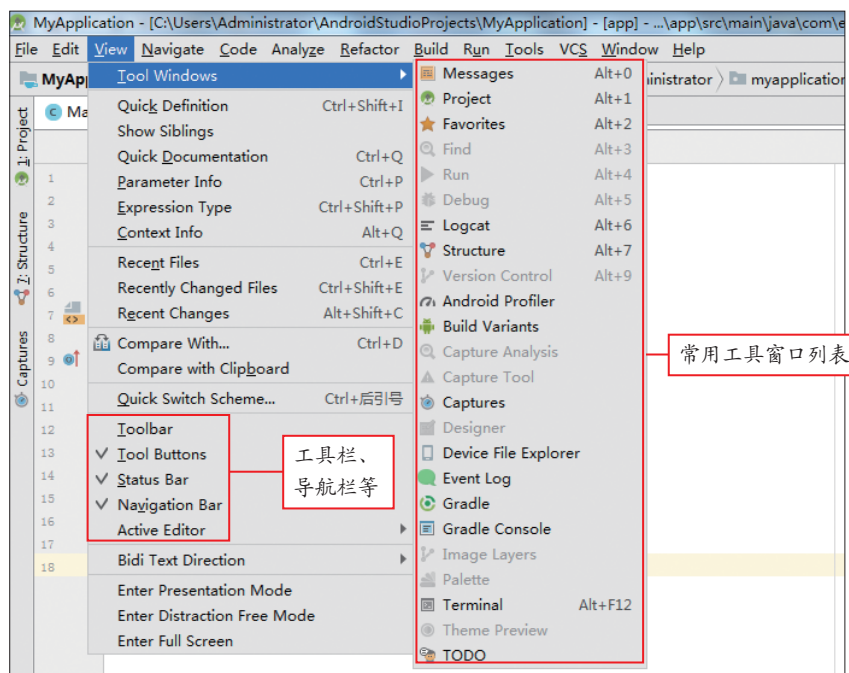 MyApplication - [C:\Users\Administrator\AndroidStudioProjects\MyApplication] - [app] - ...\app\src\main\java\com\e
File Edit View Navigate Code Analyze Refactor Build Run Tools VCS Window Help
MyAp
inistrator
myapplication
Ma
1: Project
7: Structure
Captures
1
2
3
4
5
6
7
8
9
10
11
12
13
14
15
16
17
18
Tool Windows
Quick Definition Ctrl+Shift+I
Show Siblings
Quick Documentation Ctrl+Q
Parameter Info Ctrl+P
Expression Type Ctrl+Shift+P
Context Info Alt+Q
Recent Files Ctrl+E
Recently Changed Files Ctrl+Shift+E
Recent Changes Alt+Shift+C
Compare With... Ctrl+D
Compare with Clipboard
Quick Switch Scheme... Ctrl+后引号
Toolbar
Tool Buttons
Status Bar
Navigation Bar
Active Editor
Bidi Text Direction
Enter Presentation Mode
Enter Distraction Free Mode
Enter Full Screen
工具栏、
导航栏等
Messages Alt+0
Project Alt+1
Favorites Alt+2
Find Alt+3
Run Alt+4
Debug Alt+5
Logcat Alt+6
Structure Alt+7
Version Control Alt+9
Android Profiler
Build Variants
Capture Analysis
Capture Tool
Captures
Designer
Device File Explorer
Event Log
Gradle
Gradle Console
Image Layers
Palette
Terminal Alt+F12
Theme Preview
TODO
常用工具窗口列表